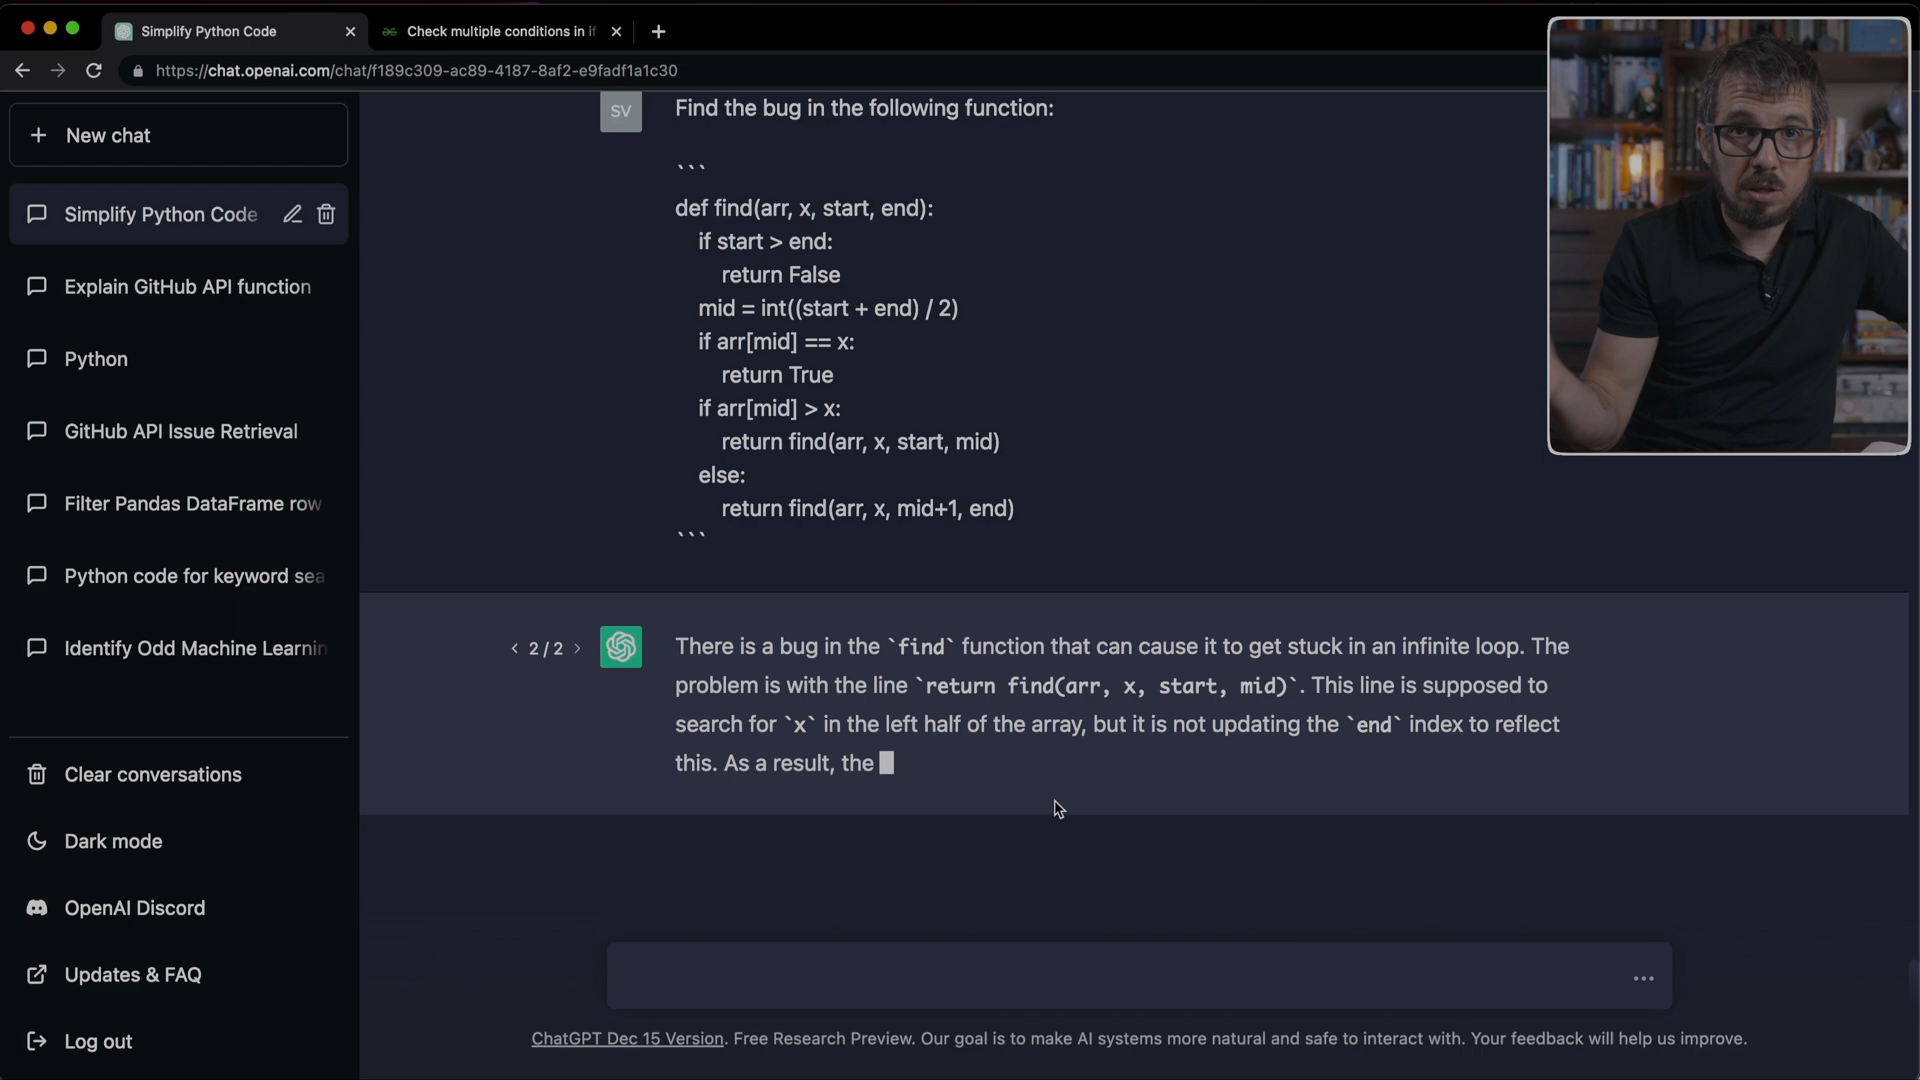 Simplify Python Code
Check multiple conditions in if
https://chat.openai.com/chat/f189c309-ac89-4187-8af2-e9fadf1a1c30
New chat
Simplify Python Code
Explain GitHub API function
Python
GitHub API Issue Retrieval
Filter Pandas DataFrame row
Python code for keyword sea
Identify Odd Machine Learnin
Clear conversations
Dark mode
OpenAI Discord
Updates & FAQ
Log out
SV
Find the bug in the following function:
```
def find(arr, x, start, end):
    if start > end:
        return False
    mid = int((start + end) / 2)
    if arr[mid] == x:
        return True
    if arr[mid] > x:
        return find(arr, x, start, mid)
    else:
        return find(arr, x, mid+1, end)
```
< 2 / 2 >
There is a bug in the `find` function that can cause it to get stuck in an infinite loop. The
problem is with the line `return find(arr, x, start, mid)`. This line is supposed to
search for `x` in the left half of the array, but it is not updating the `end` index to reflect
this. As a result, the
ChatGPT Dec 15 Version. Free Research Preview. Our goal is to make AI systems more natural and safe to interact with. Your feedback will help us improve.